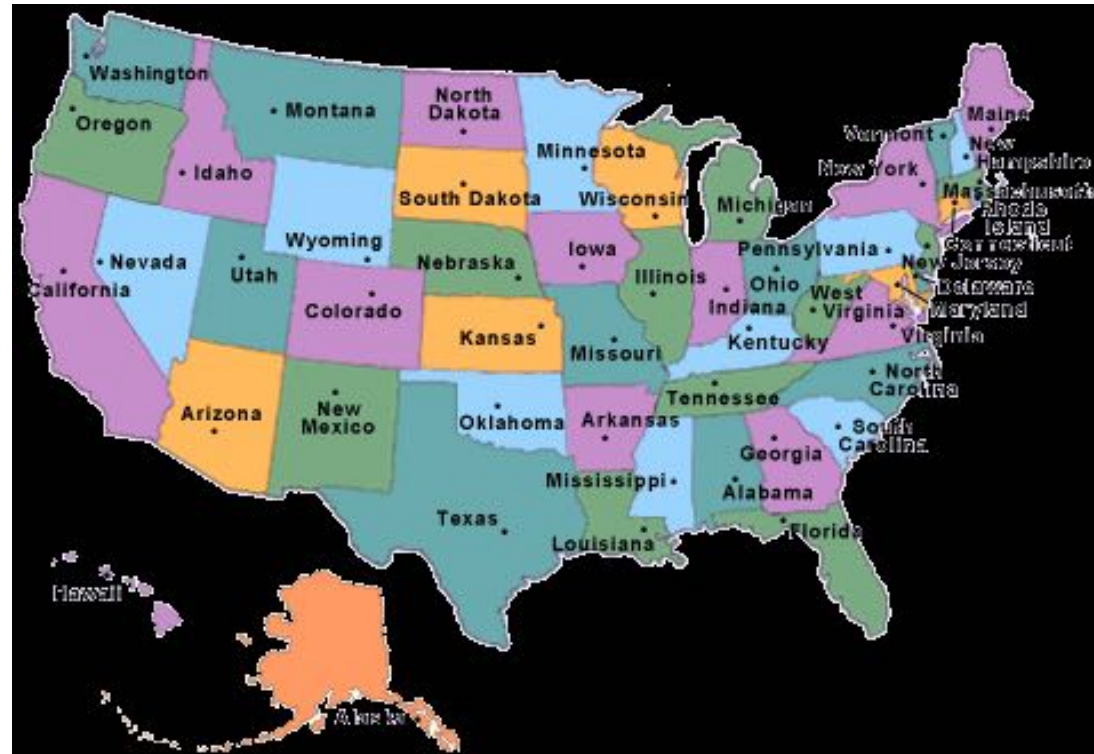 Washington
Montana
North
Dakota
Maine
Oregon
Vermont
New
Hampshire
Minnesota
Idaho
New York
South Dakota
Wisconsin
Michigan
Massachusetts
Rhode
Island
Connecticut
Wyoming
Iowa
Pennsylvania
Nevada
Utah
Nebraska
Illinois
Ohio
New Jersey
California
Indiana
West
Virginia
Delaware
Maryland
Colorado
Kansas
Missouri
Kentucky
Virginia
North
Carolina
Tennessee
Arizona
New
Mexico
Oklahoma
Arkansas
South
Carolina
Georgia
Mississippi
Alabama
Texas
Louisiana
Florida
Hawaii
Alaska